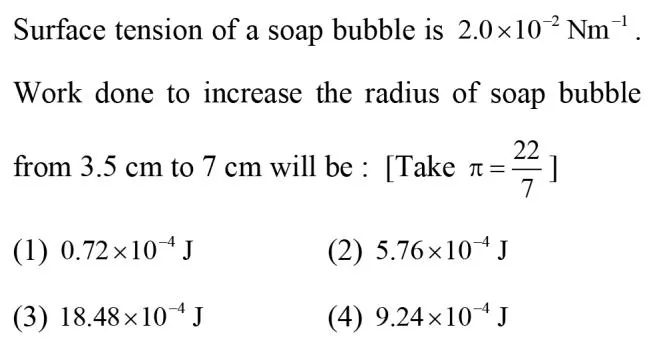 Surface tension of a soap bubble is 2.0×10⁻² Nm⁻¹.
Work done to increase the radius of soap bubble
from 3.5 cm to 7 cm will be : [Take π = 22/7]
(1) 0.72×10⁻⁴ J (2) 5.76×10⁻⁴ J
(3) 18.48×10⁻⁴ J (4) 9.24×10⁻⁴ J